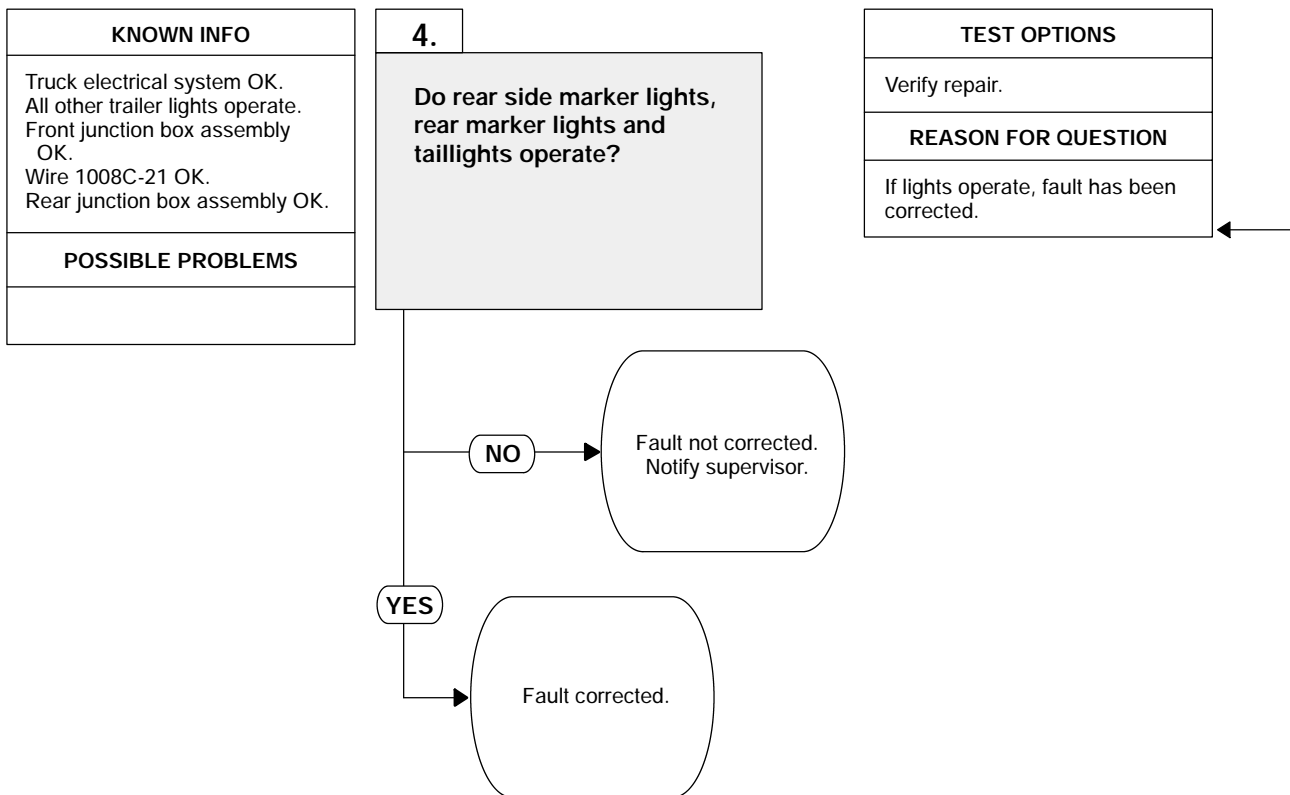 KNOWN INFO
Truck electrical system OK.
All other trailer lights operate.
Front junction box assembly
OK.
Wire 1008C-21 OK.
Rear junction box assembly OK.
POSSIBLE PROBLEMS
4.
Do rear side marker lights,
rear marker lights and
taillights operate?
TEST OPTIONS
Verify repair.
REASON FOR QUESTION
If lights operate, fault has been
corrected.
NO
Fault not corrected.
Notify supervisor.
YES
Fault corrected.